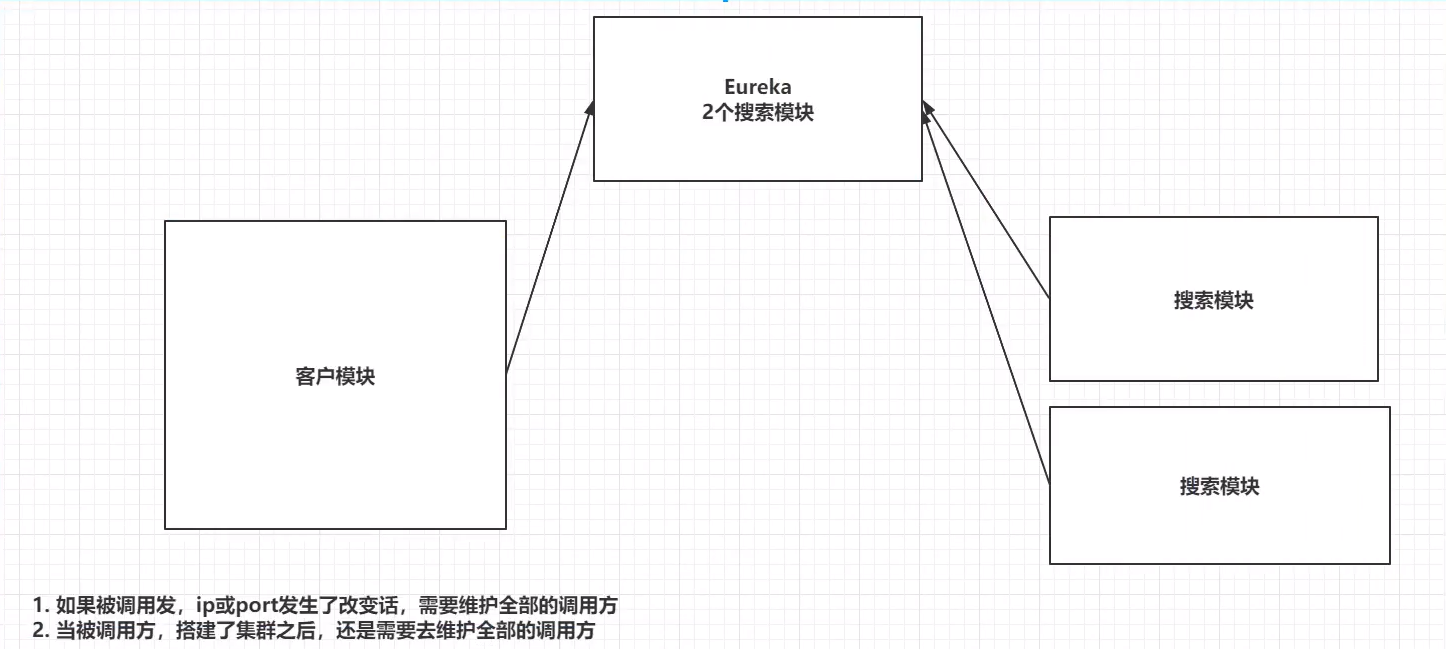 Eureka
2个搜索模块
搜索模块
客户模块
搜索模块
1. 如果被调用发，ip或port发生了改变话，需要维护全部的调用方
2. 当被调用方，搭建了集群之后，还是需要去维护全部的调用方